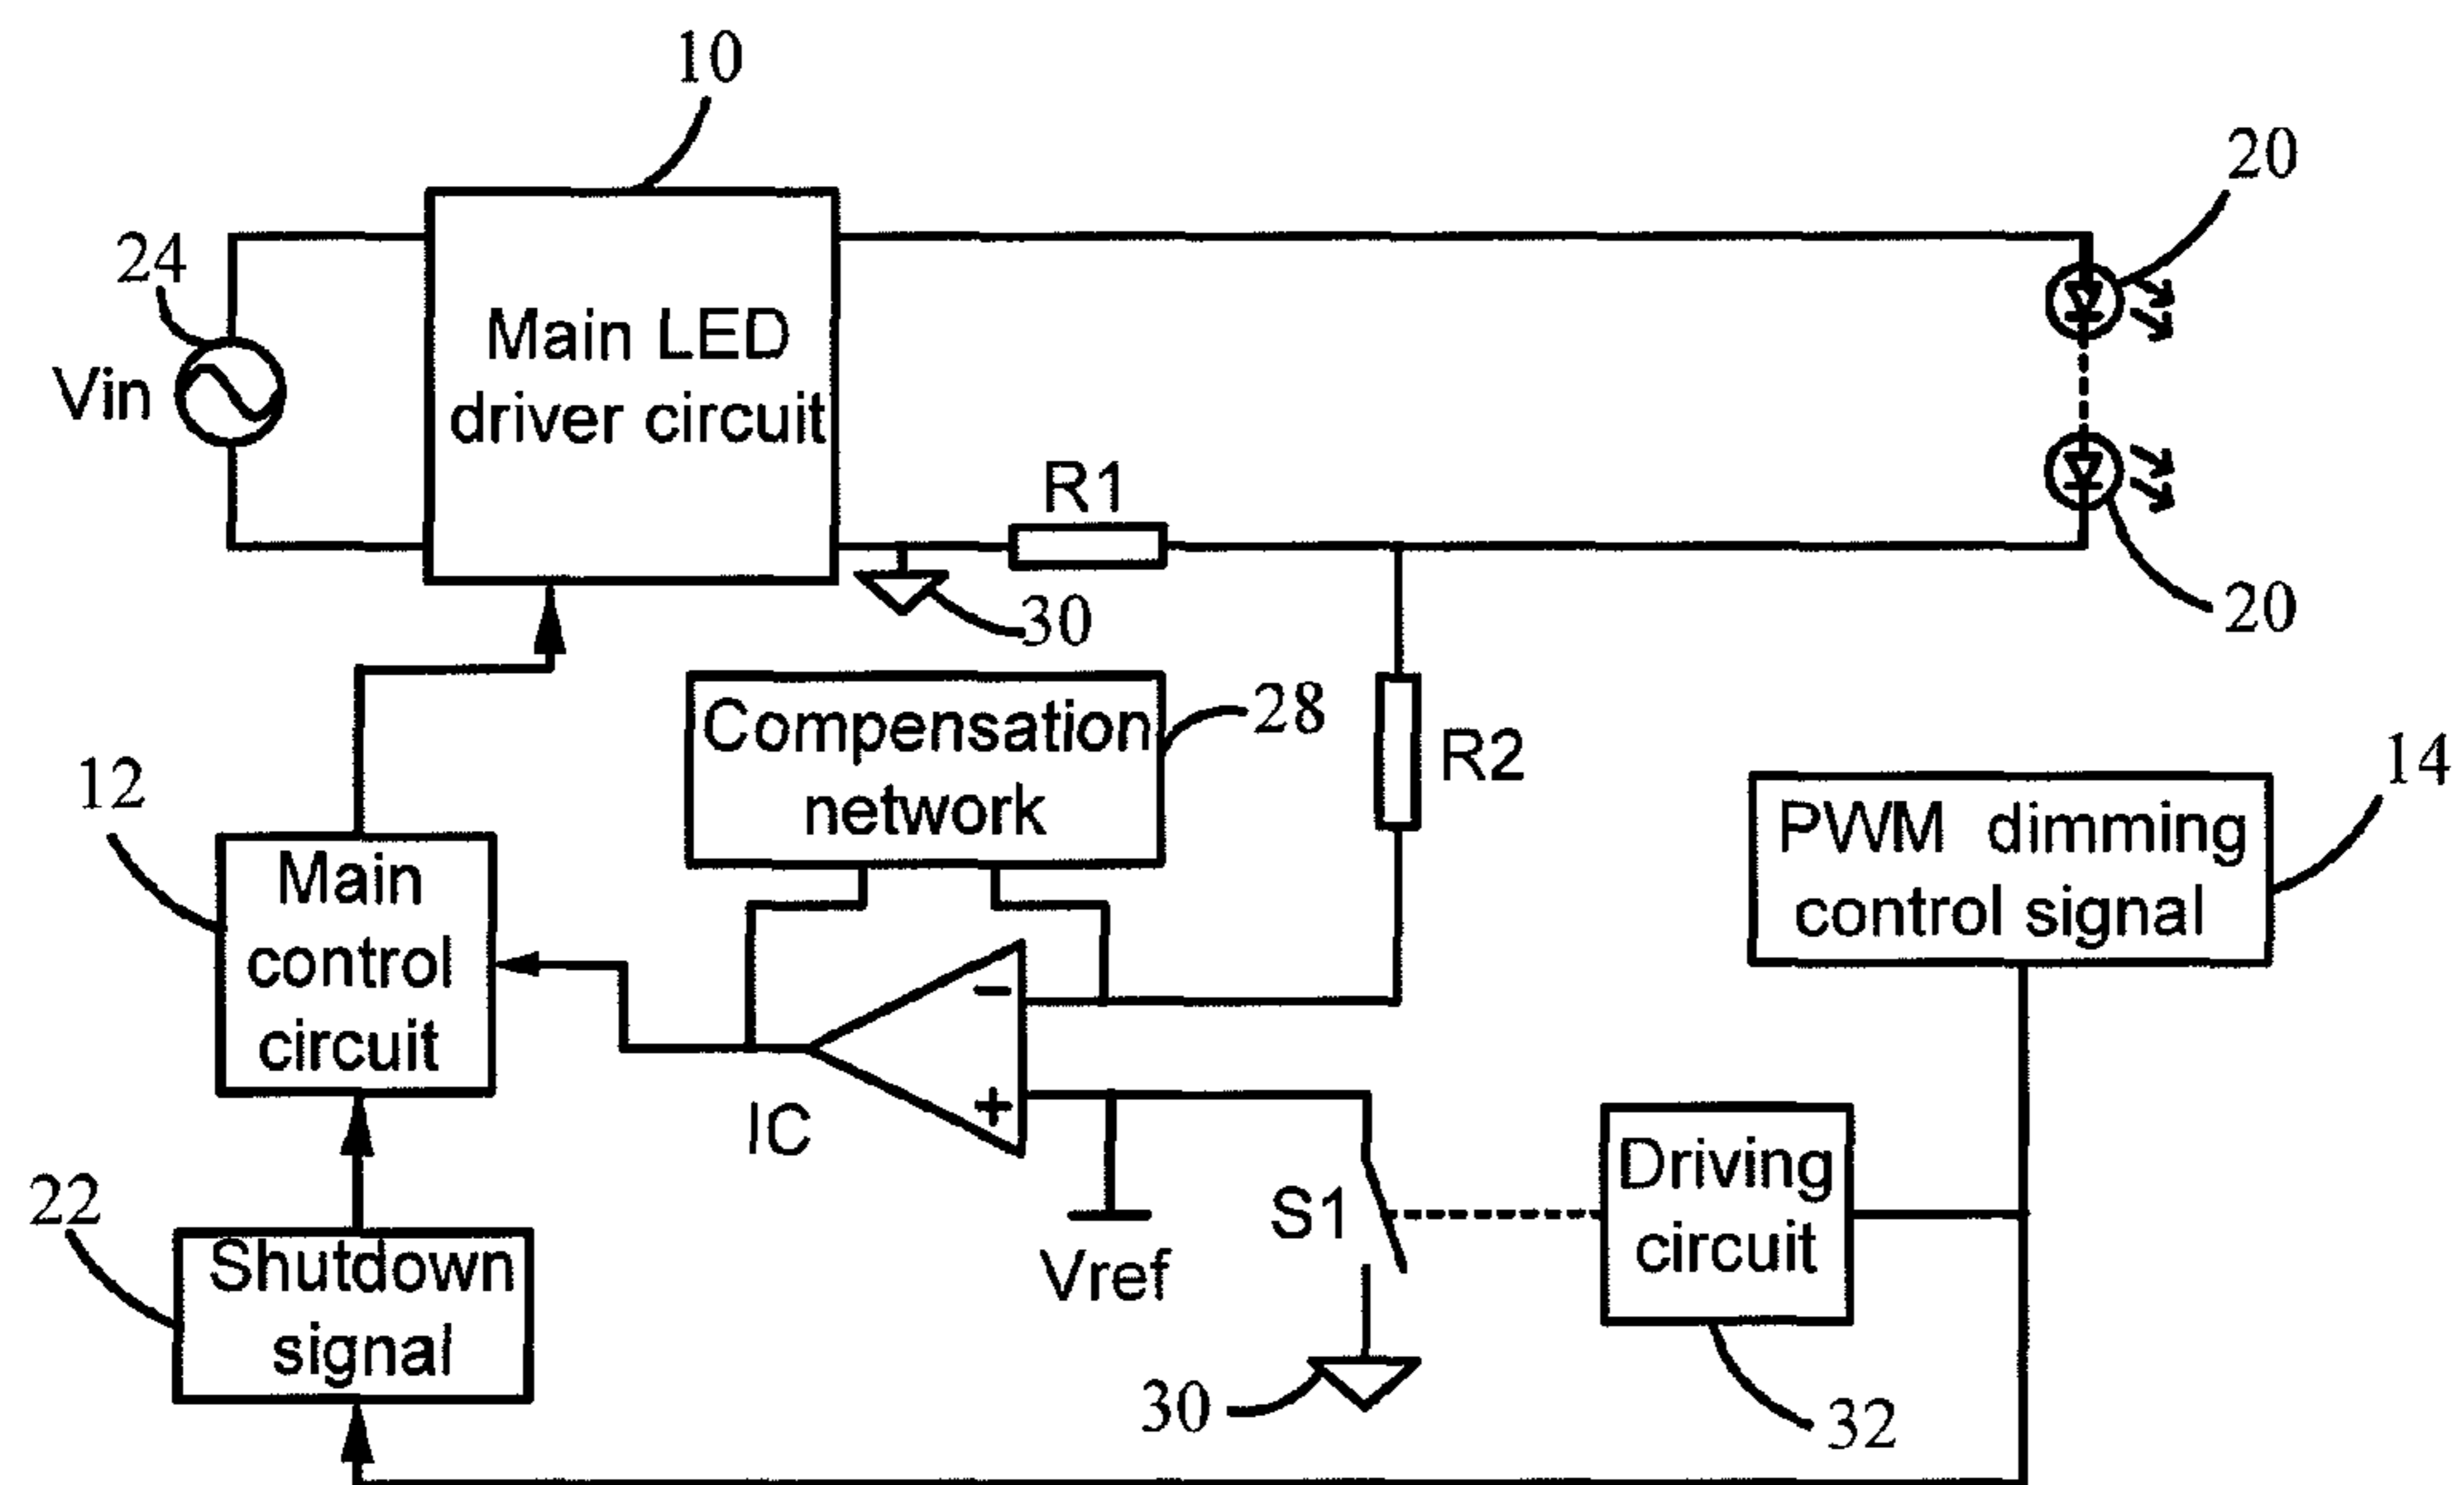 10
20
24
Vin
Main LED
driver circuit
R1
30
20
Compensation
network
28
R2
12
Main
control
circuit
14
PWM dimming
control signal
−
+
IC
Vref
S1
Driving
circuit
22
Shutdown
signal
30
32